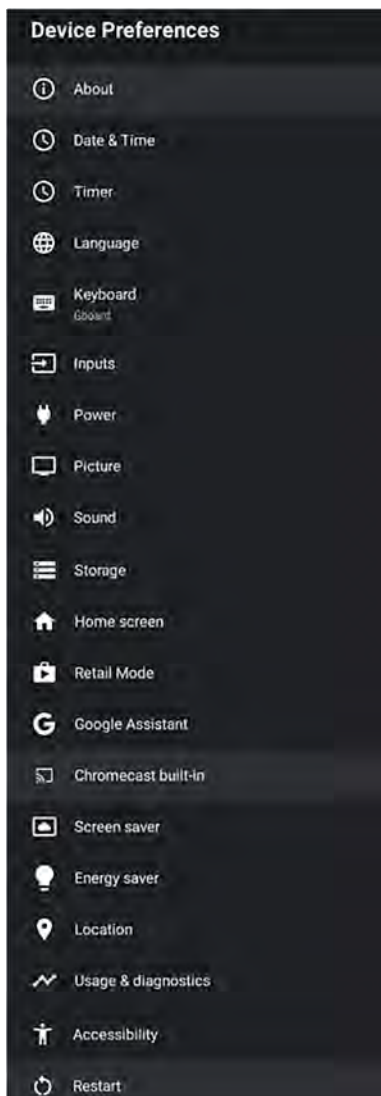 Device Preferences
About
Date & Time
Timer
Language
Keyboard
Gboard
Inputs
Power
Picture
Sound
Storage
Home screen
Retail Mode
Google Assistant
Chromecast built-in
Screen saver
Energy saver
Location
Usage & diagnostics
Accessibility
Restart